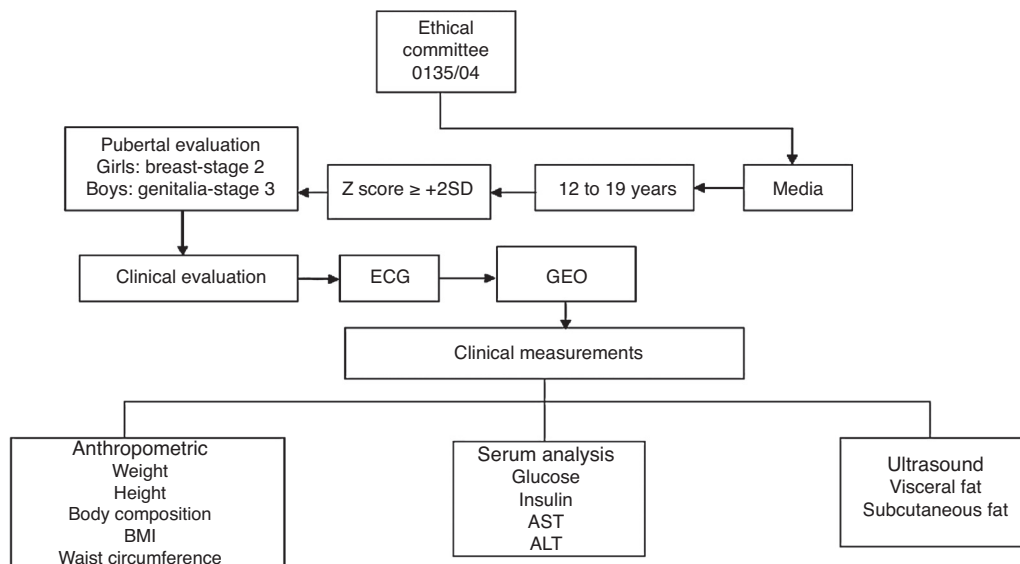 Ethical
committee
0135/04
Pubertal evaluation
Girls: breast-stage 2
Boys: genitalia-stage 3
Z score ≥ +2SD
12 to 19 years
Media
Clinical evaluation
ECG
GEO
Clinical measurements
Anthropometric
Weight
Height
Body composition
BMI
Waist circumference
Serum analysis
Glucose
Insulin
AST
ALT
Ultrasound
Visceral fat
Subcutaneous fat